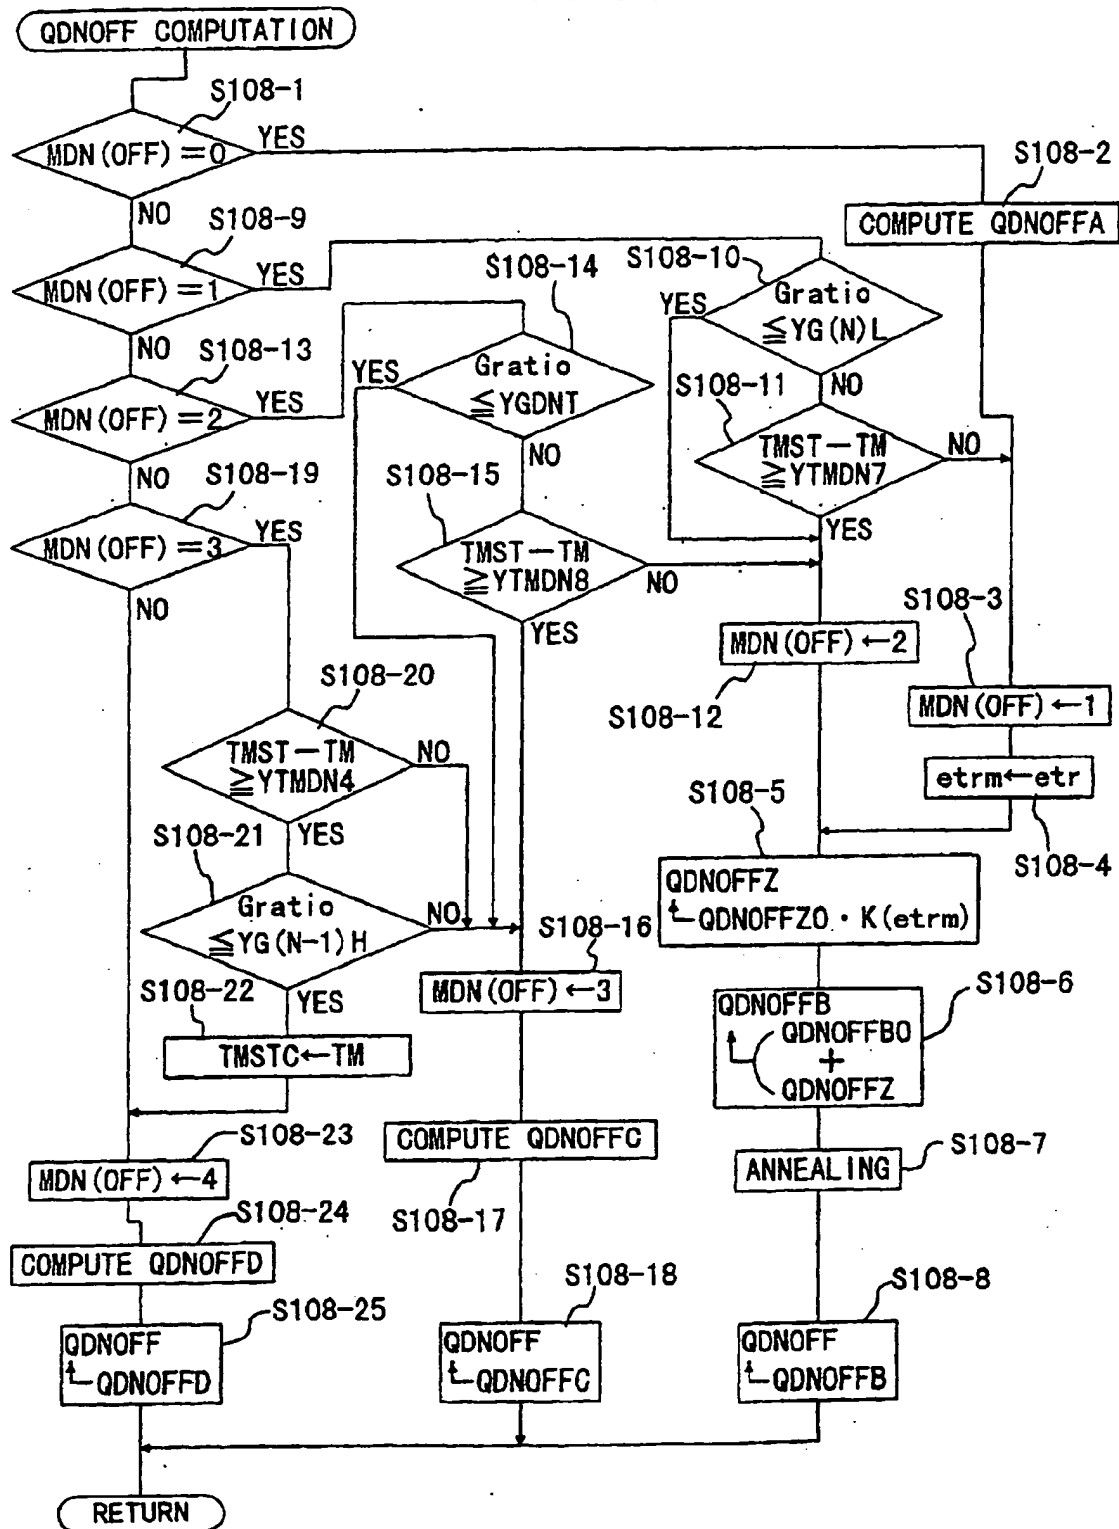 QDNOFF COMPUTATION
S108-1
MDN(OFF)=0
YES
NO
S108-2
COMPUTE QDNOFFA
S108-9
MDN(OFF)=1
YES
NO
S108-10
Gratio
≦YG(N)L
YES
NO
S108-11
TMST-TM
≧YTMDN7
NO
YES
S108-13
MDN(OFF)=2
YES
NO
S108-14
Gratio
≦YGDNT
YES
NO
S108-15
TMST-TM
≧YTMDN8
NO
YES
S108-19
MDN(OFF)=3
YES
NO
S108-12
MDN(OFF)←2
S108-3
MDN(OFF)←1
etrm←etr
S108-4
S108-20
TMST-TM
≧YTMDN4
NO
YES
S108-21
Gratio
≦YG(N-1)H
NO
YES
S108-22
TMSTC←TM
S108-16
MDN(OFF)←3
S108-5
QDNOFFZ
QDNOFFZ0・K(etrm)
S108-6
QDNOFFB
QDNOFFB0
+
QDNOFFZ
S108-7
ANNEALING
S108-23
MDN(OFF)←4
COMPUTE QDNOFFC
S108-17
S108-24
COMPUTE QDNOFFD
S108-25
QDNOFF
QDNOFFD
S108-18
QDNOFF
QDNOFFC
S108-8
QDNOFF
QDNOFFB
RETURN